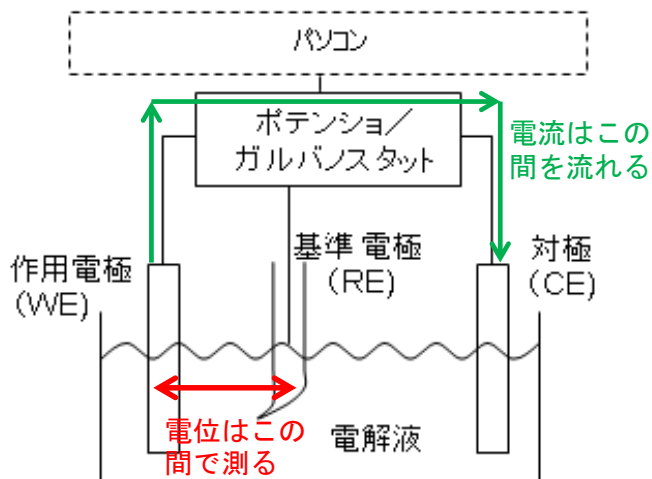 パソコン
ポテンショ/
ガルバノスタット
電流はこの
間を流れる
作用電極
(WE)
基準電極
(RE)
対極
(CE)
電位はこの
間で測る
電解液